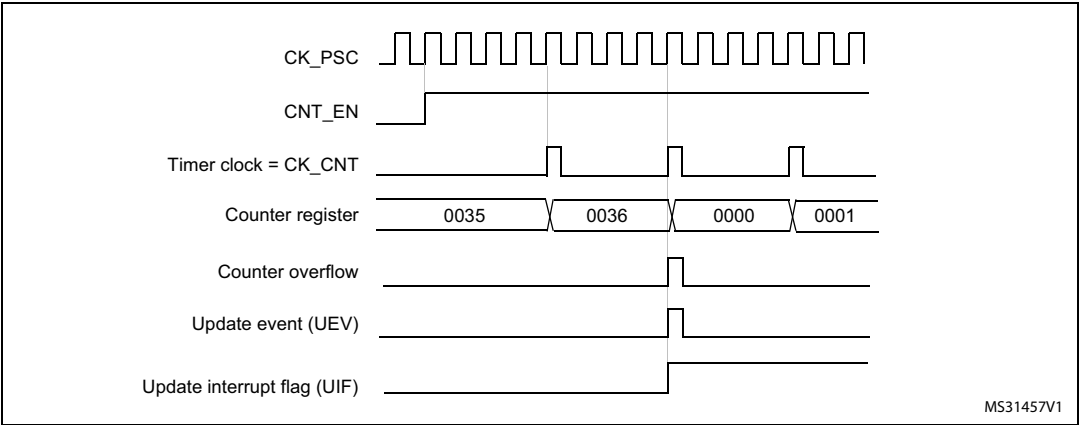 CK_PSC
CNT_EN
Timer clock = CK_CNT
Counter register 0035 0036 0000 0001
Counter overflow
Update event (UEV)
Update interrupt flag (UIF)
MS31457V1